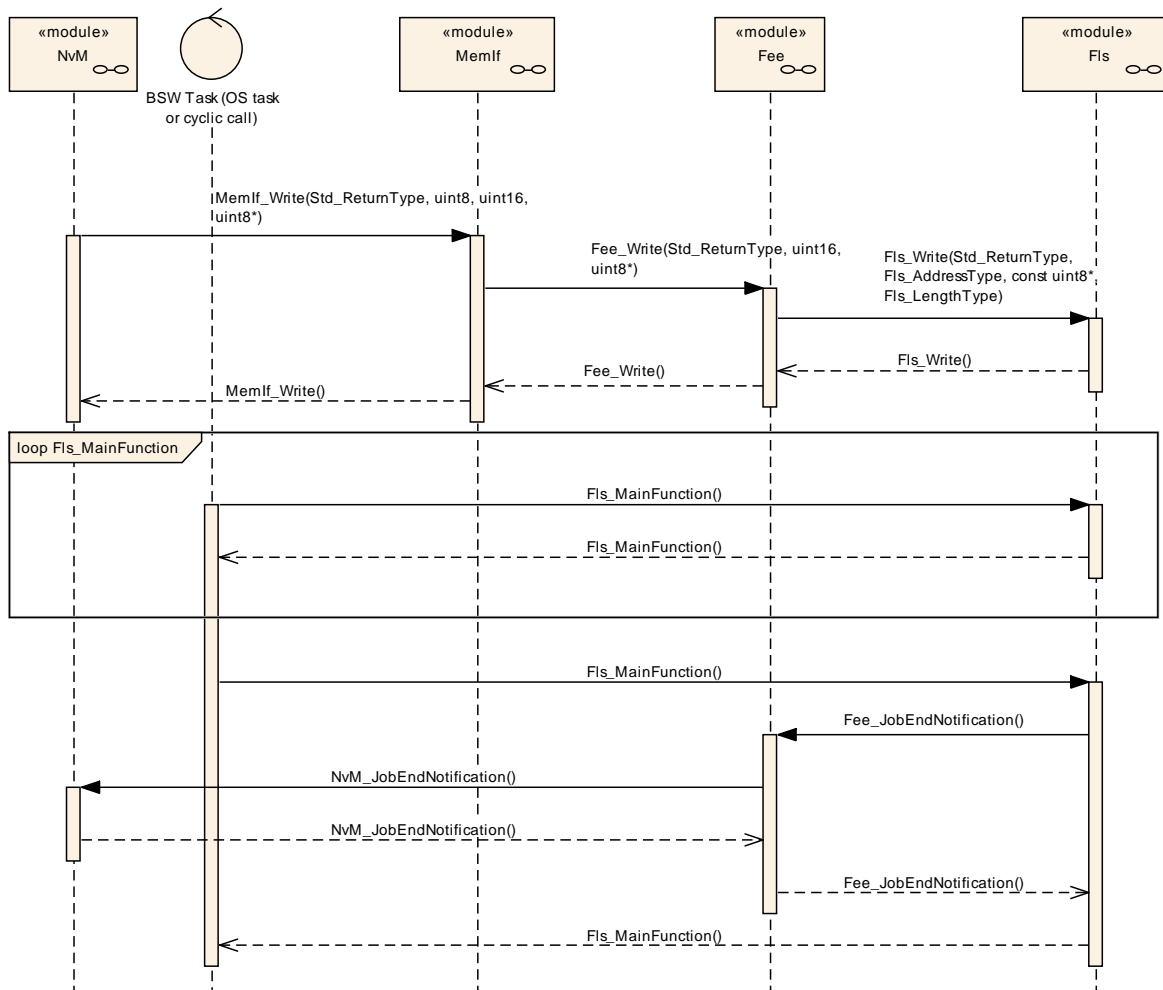 «module»
NvM
BSW Task (OS task
or cyclic call)
«module»
MemIf
«module»
Fee
«module»
Fls
MemIf_Write(Std_ReturnType, uint8, uint16,
uint8*)
Fee_Write(Std_ReturnType, uint16,
uint8*)
Fls_Write(Std_ReturnType,
Fls_AddressType, const uint8*,
Fls_LengthType)
Fls_Write()
Fee_Write()
MemIf_Write()
loop Fls_MainFunction
Fls_MainFunction()
Fls_MainFunction()
Fls_MainFunction()
Fee_JobEndNotification()
NvM_JobEndNotification()
NvM_JobEndNotification()
Fee_JobEndNotification()
Fls_MainFunction()